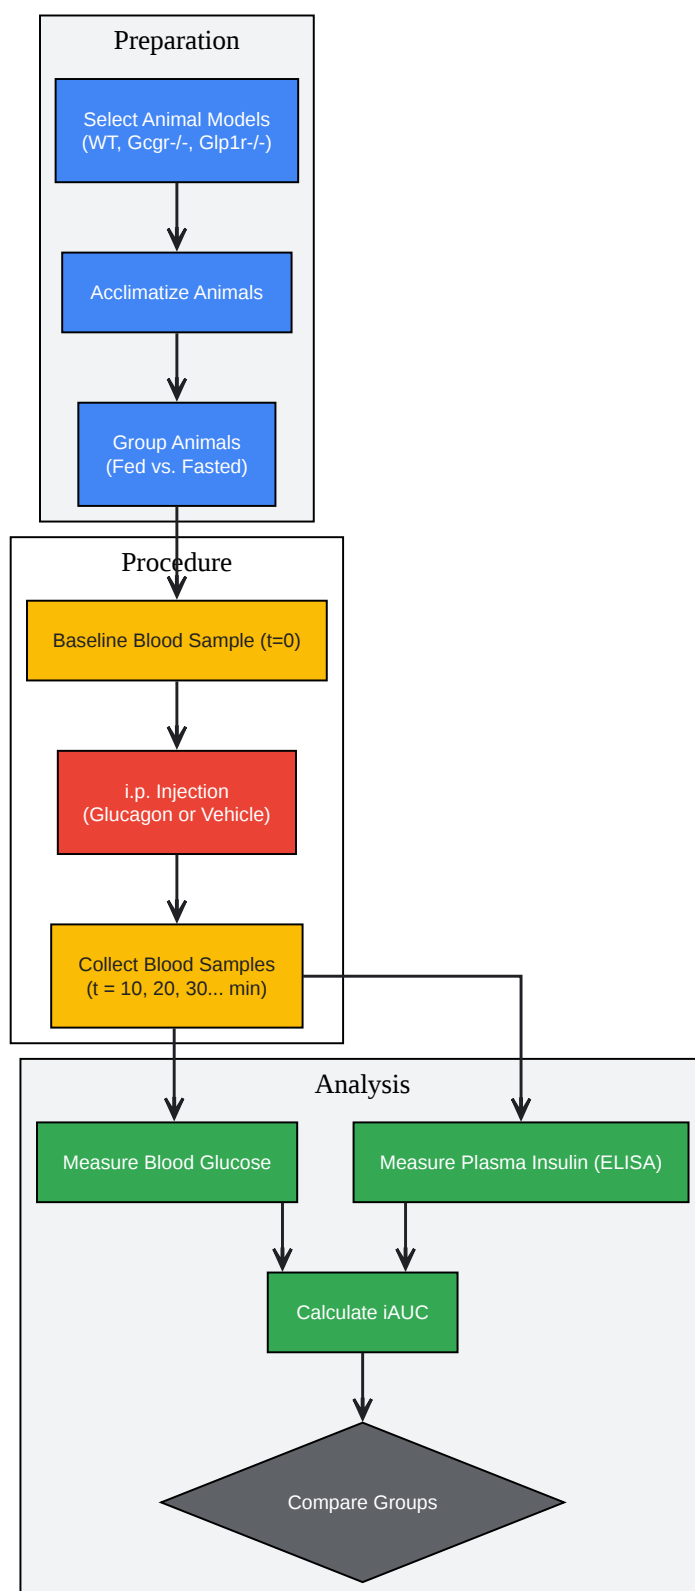 Preparation
Select Animal Models
(WT, Gcgr-/-, Glp1r-/-)
Acclimatize Animals
Group Animals
(Fed vs. Fasted)
Procedure
Baseline Blood Sample (t=0)
i.p. Injection
(Glucagon or Vehicle)
Collect Blood Samples
(t = 10, 20, 30... min)
Analysis
Measure Blood Glucose
Measure Plasma Insulin (ELISA)
Calculate iAUC
Compare Groups